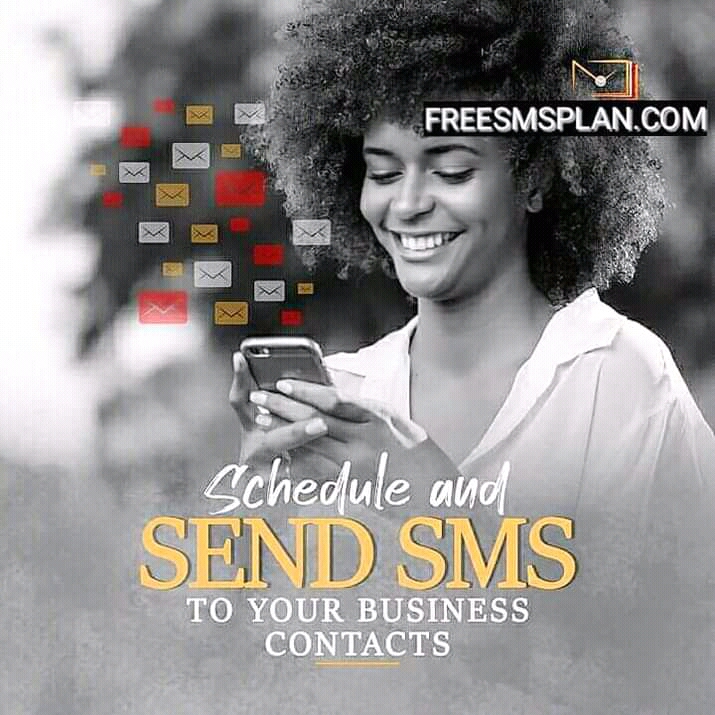 FREESMSPLAN.COM
Schedule and
SEND SMS
TO YOUR BUSINESS
CONTACTS